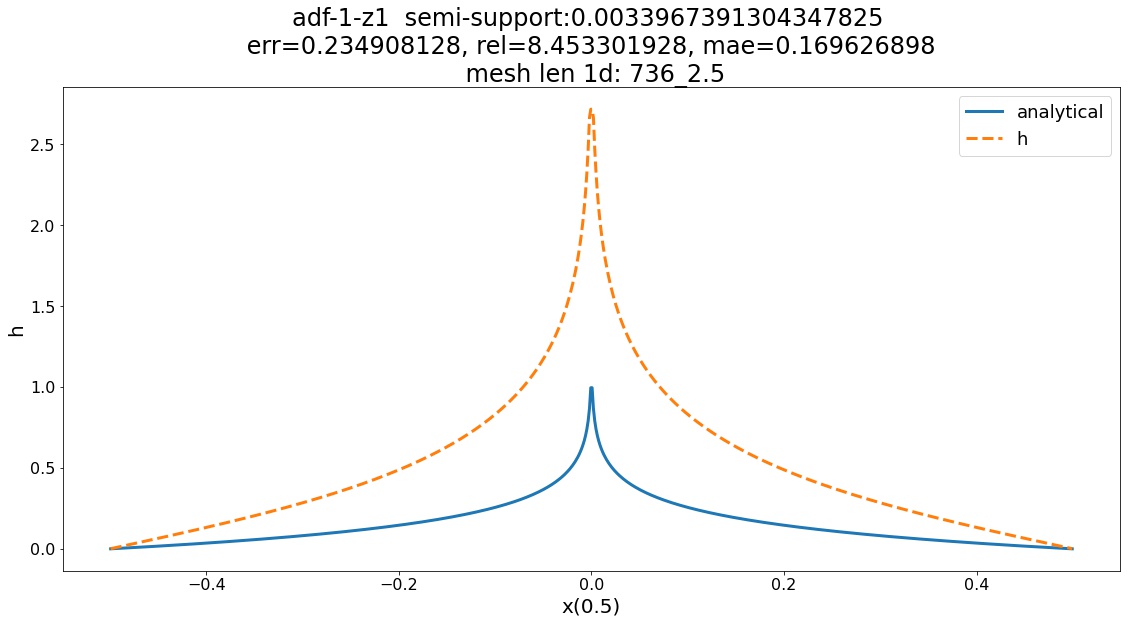 adf-1-z1  semi-support:0.0033967391304347825
err=0.234908128, rel=8.453301928, mae=0.169626898
mesh len 1d: 736_2.5
analytical
h
2.5
2.0
1.5
1.0
0.5
0.0
h
−0.4
−0.2
0.0
0.2
0.4
x(0.5)